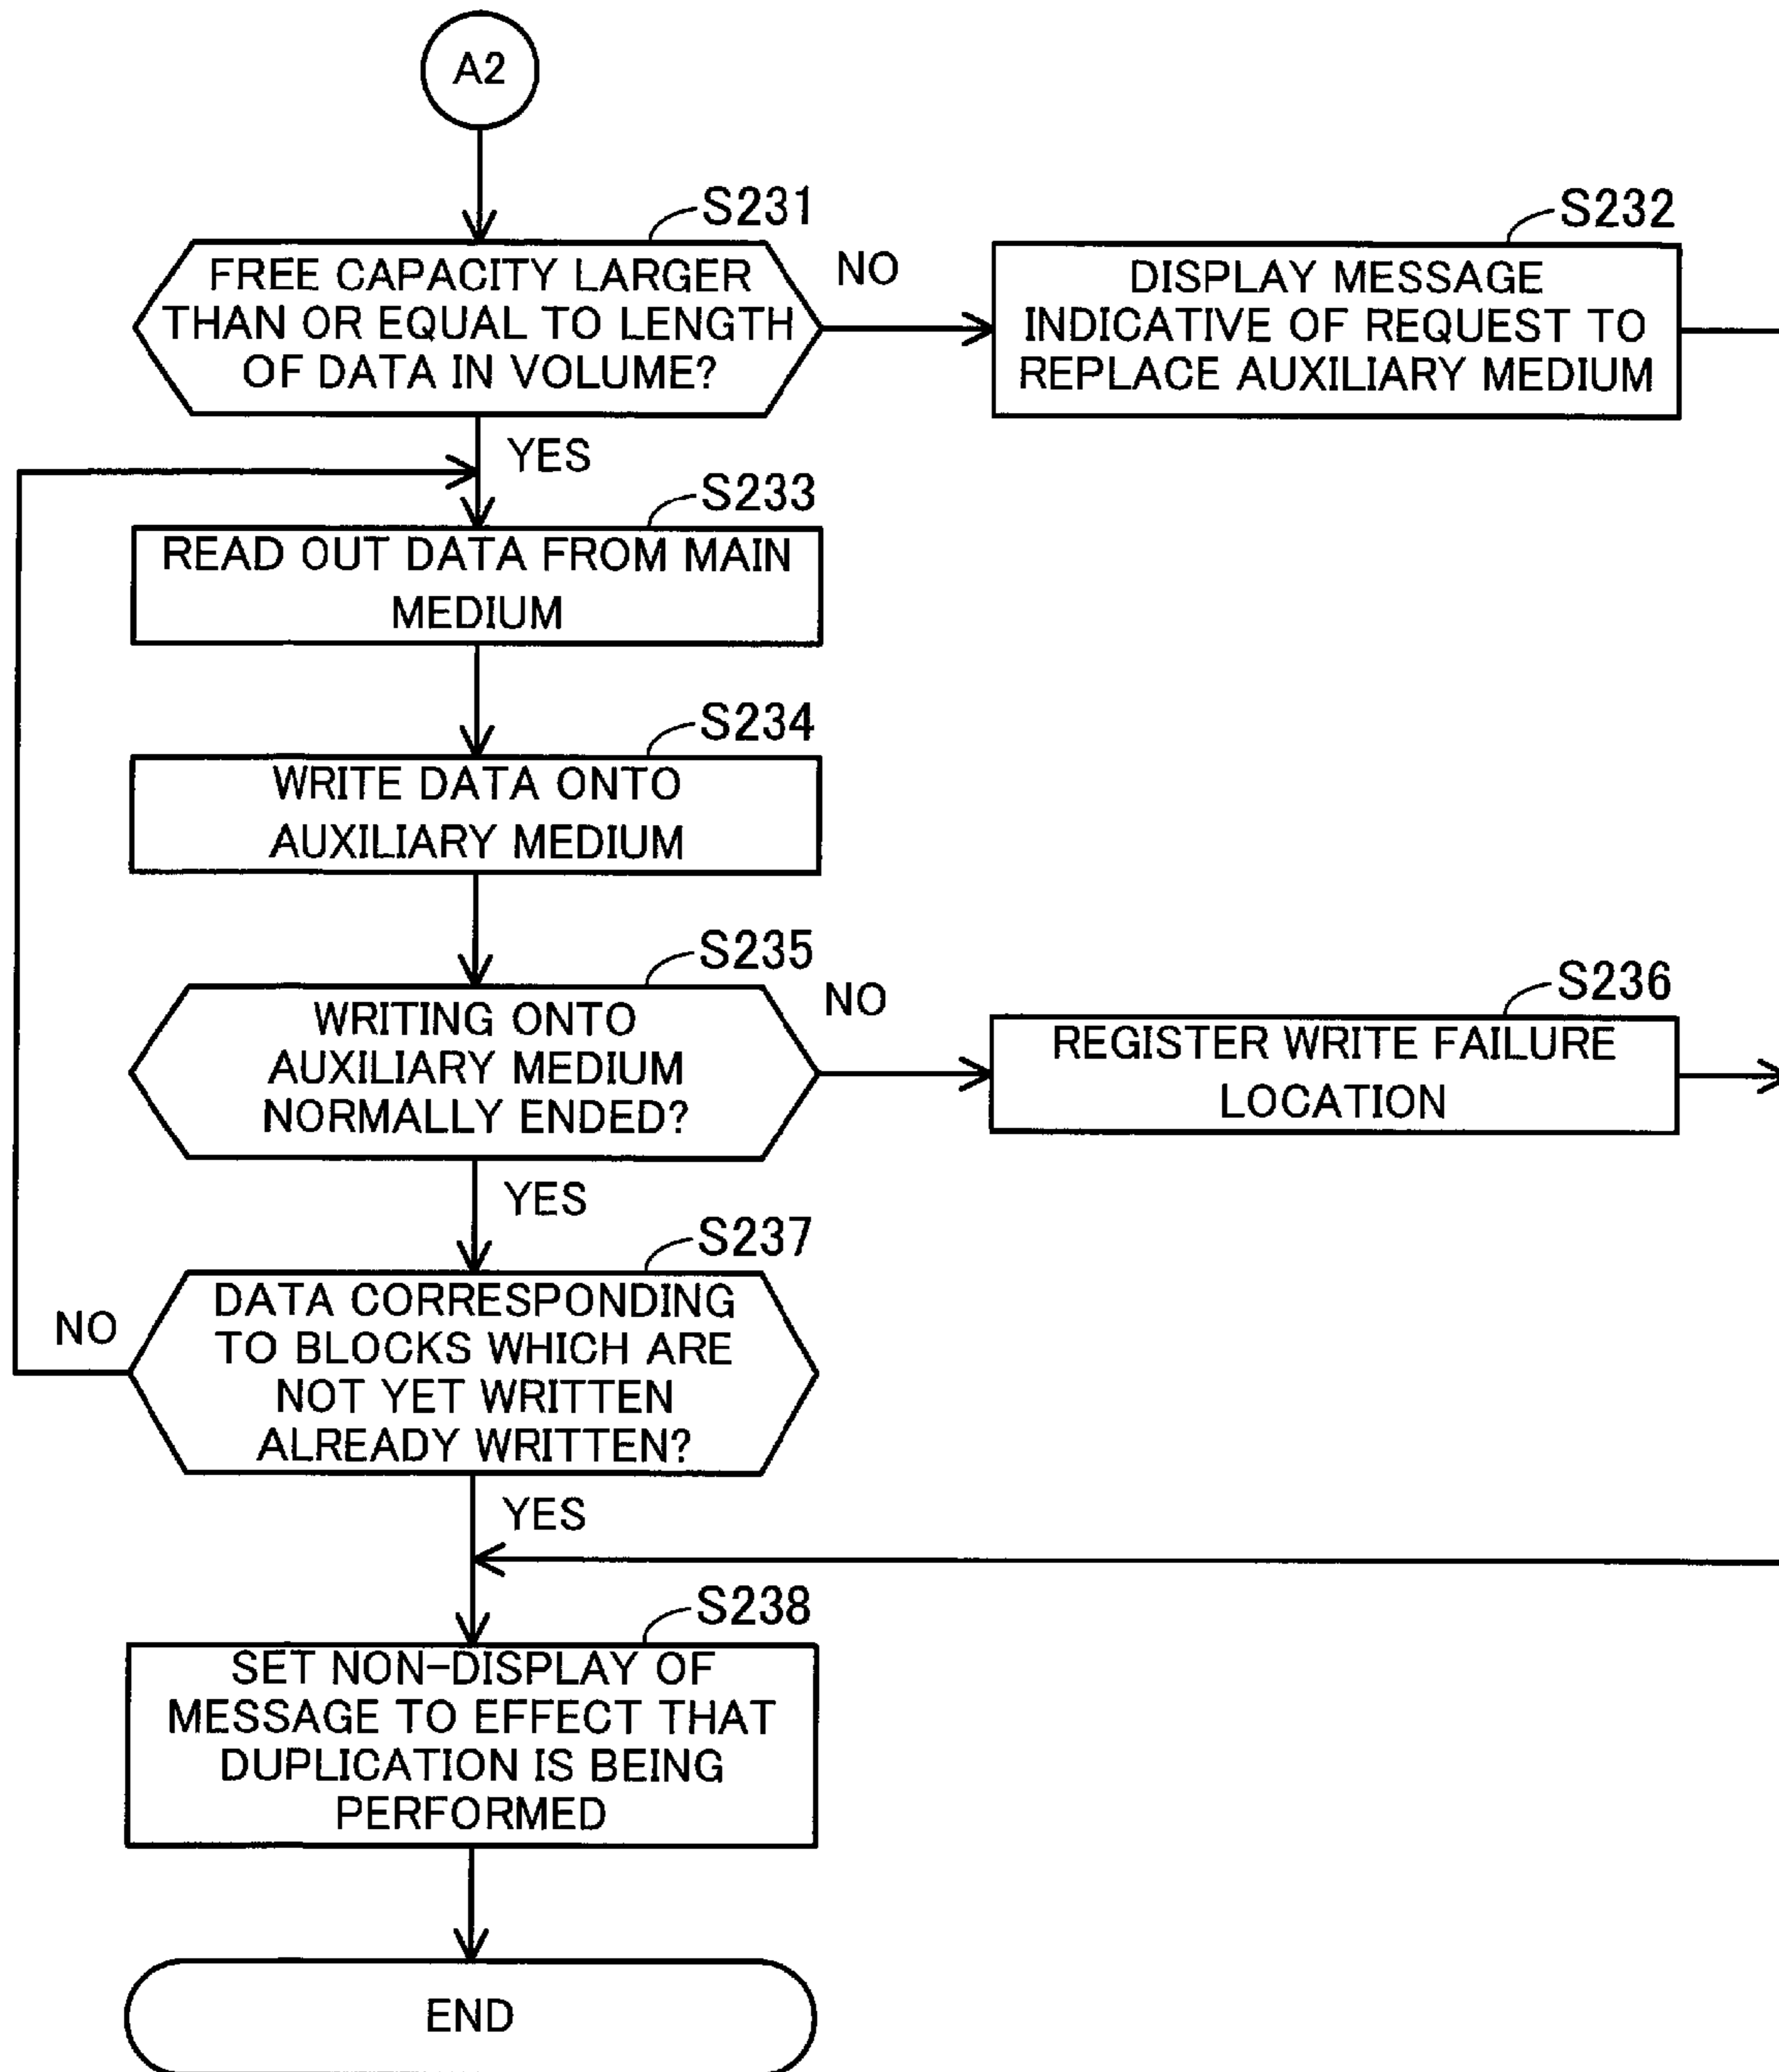 A2
S231
FREE CAPACITY LARGER
THAN OR EQUAL TO LENGTH
OF DATA IN VOLUME?
NO
S232
DISPLAY MESSAGE
INDICATIVE OF REQUEST TO
REPLACE AUXILIARY MEDIUM
YES
S233
READ OUT DATA FROM MAIN
MEDIUM
S234
WRITE DATA ONTO
AUXILIARY MEDIUM
S235
WRITING ONTO
AUXILIARY MEDIUM
NORMALLY ENDED?
NO
S236
REGISTER WRITE FAILURE
LOCATION
YES
S237
DATA CORRESPONDING
TO BLOCKS WHICH ARE
NOT YET WRITTEN
ALREADY WRITTEN?
NO
YES
S238
SET NON-DISPLAY OF
MESSAGE TO EFFECT THAT
DUPLICATION IS BEING
PERFORMED
END